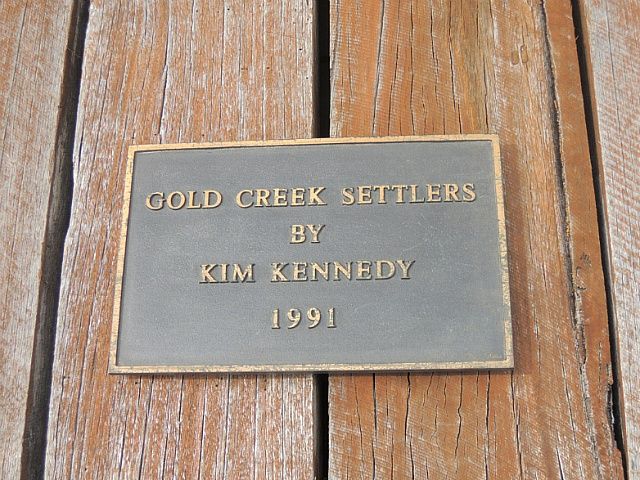 GOLD CREEK SETTLERS
BY
KIM KENNEDY
1991